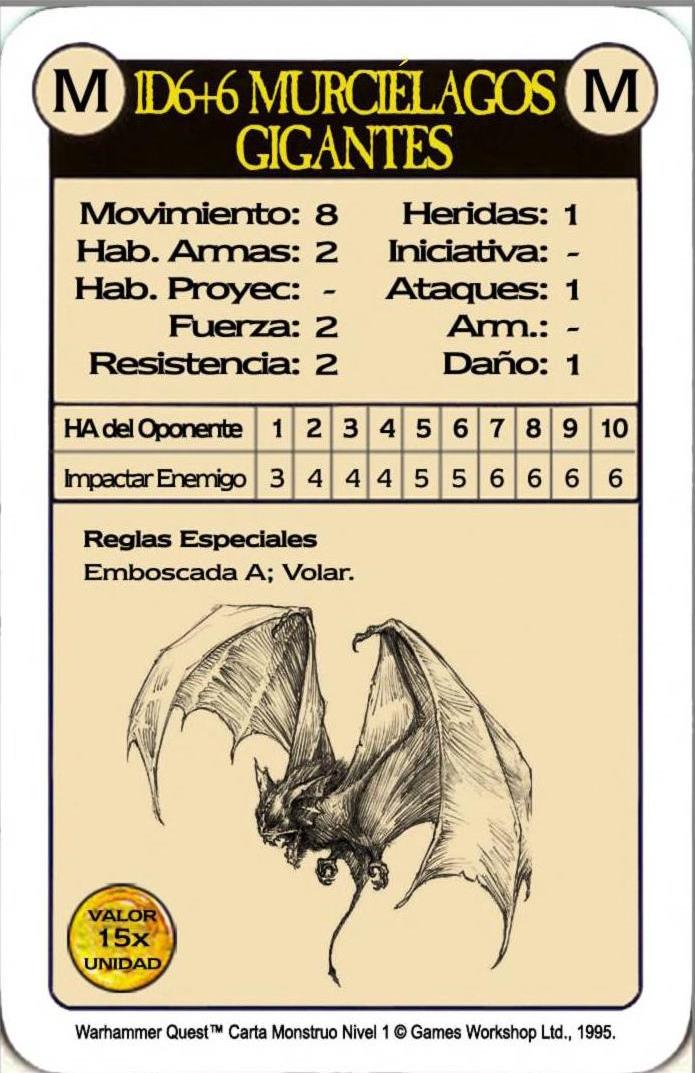 M 1D6+6 MURCIÉLAGOS M
GIGANTES
Movimiento: 8 Heridas: 1
Hab. Armas: 2 Iniciativa: -
Hab. Proyec: - Ataques: 1
Fuerza: 2 Arm.: -
Resistencia: 2 Daño: 1
HA del Oponente 1 2 3 4 5 6 7 8 9 10
Impactar Enemigo 3 4 4 4 5 5 6 6 6 6
Reglas Especiales
Emboscada A; Volar.
VALOR
15x
UNIDAD
Warhammer Quest™ Carta Monstruo Nivel 1 © Games Workshop Ltd., 1995.